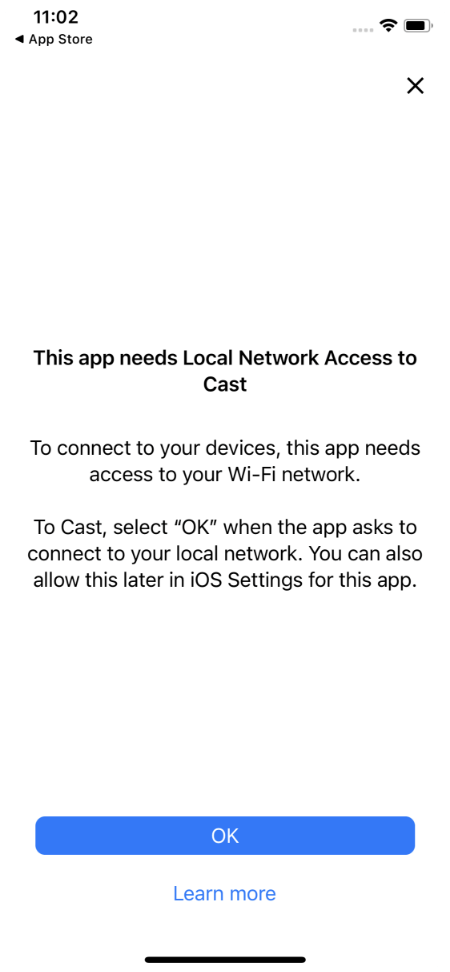 11:02
◀ App Store
This app needs Local Network Access to
Cast
To connect to your devices, this app needs
access to your Wi-Fi network.
To Cast, select “OK” when the app asks to
connect to your local network. You can also
allow this later in iOS Settings for this app.
OK
Learn more